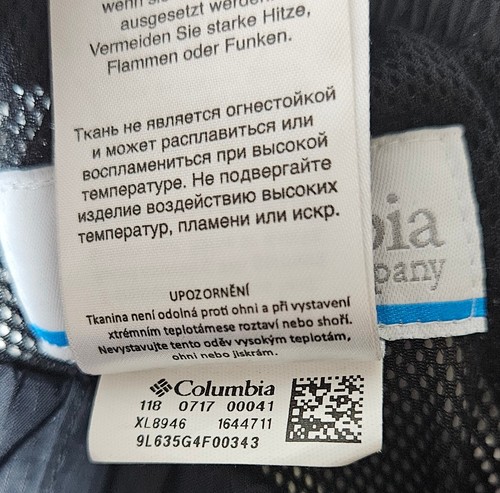 wenn sie
ausgesetzt werden.
Vermeiden Sie starke Hitze,
Flammen oder Funken.
Ткань не является огнестойкой
и может расплавиться или
воспламениться при высокой
температуре. Не подвергайте
изделие воздействию высоких
температур, пламени или искр.
UPOZORNĚNÍ
Tkanina není odolná proti ohni a při vystavení
xtrémním teplotámese roztaví nebo shoří.
Nevystavujte tento oděv vysokým teplotám,
ohni nebo jiskrám.
bia
pany
Columbia
118 0717 00041
XL8946 1644711
9L635G4F00343